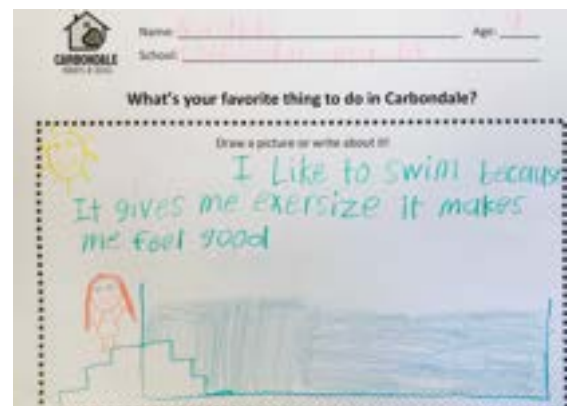 Name:
Age:
CARBONDALE
School:
What's your favorite thing to do in Carbondale?
Draw a picture or write about it!
I Like to swim because
It gives me exersize it makes
me feel good